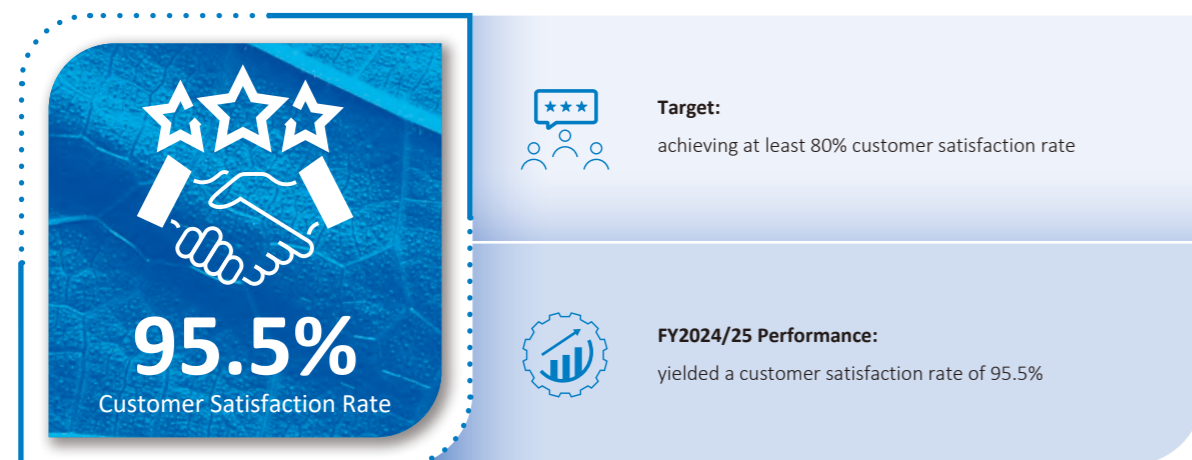 95.5%
Customer Satisfaction Rate
Target:
achieving at least 80% customer satisfaction rate
FY2024/25 Performance:
yielded a customer satisfaction rate of 95.5%